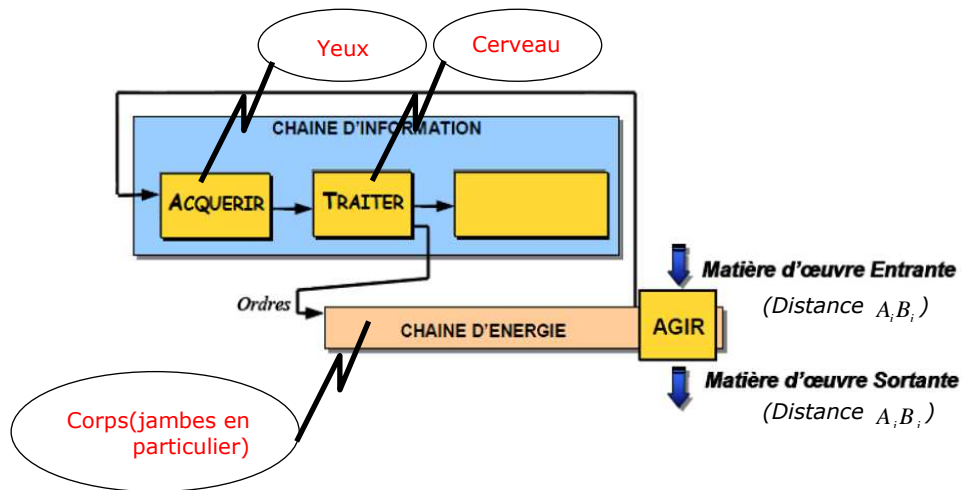 Yeux
Cerveau
CHAINE D'INFORMATION
ACQUERIR
TRAITER
Ordres
CHAINE D'ENERGIE
AGIR
Matière d'œuvre Entrante
(Distance AᵢBᵢ)
Matière d'œuvre Sortante
(Distance AᵢBᵢ)
Corps(jambes en
particulier)